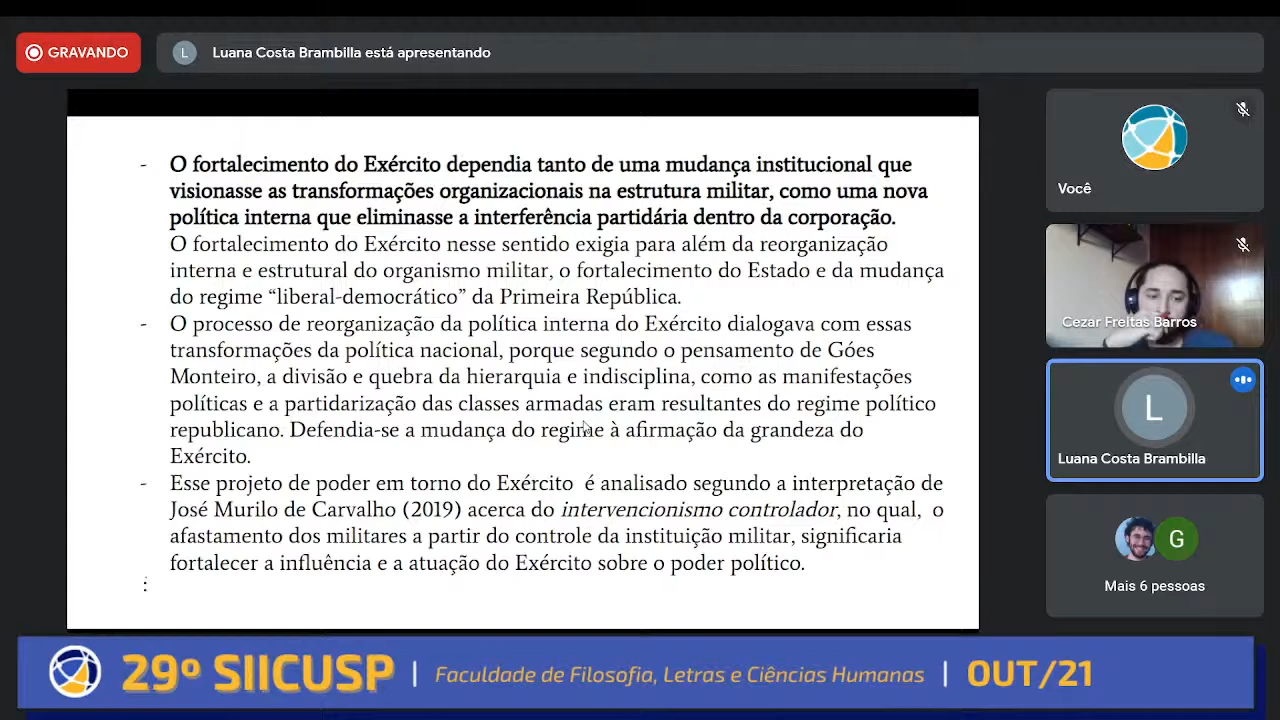 GRAVANDO
L
Luana Costa Brambilla está apresentando
- O fortalecimento do Exército dependia tanto de uma mudança institucional que
visionasse as transformações organizacionais na estrutura militar, como uma nova
política interna que eliminasse a interferência partidária dentro da corporação.
O fortalecimento do Exército nesse sentido exigia para além da reorganização
interna e estrutural do organismo militar, o fortalecimento do Estado e da mudança
do regime “liberal-democrático” da Primeira República.
- O processo de reorganização da política interna do Exército dialogava com essas
transformações da política nacional, porque segundo o pensamento de Góes
Monteiro, a divisão e quebra da hierarquia e indisciplina, como as manifestações
políticas e a partidarização das classes armadas eram resultantes do regime político
republicano. Defendia-se a mudança do regime à afirmação da grandeza do
Exército.
- Esse projeto de poder em torno do Exército é analisado segundo a interpretação de
José Murilo de Carvalho (2019) acerca do intervencionismo controlador, no qual, o
afastamento dos militares a partir do controle da instituição militar, significaria
fortalecer a influência e a atuação do Exército sobre o poder político.
Você
Cezar Freitas Barros
L
Luana Costa Brambilla
G
Mais 6 pessoas
29º SIICUSP | Faculdade de Filosofia, Letras e Ciências Humanas | OUT/21